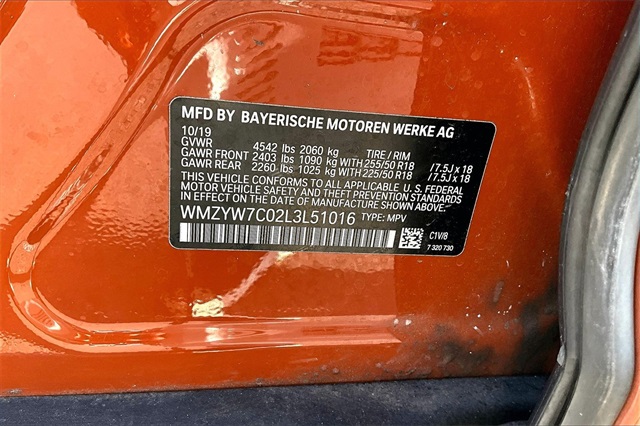 MFD BY BAYERISCHE MOTOREN WERKE AG
10/19
GVWR 4542 lbs 2060 kg TIRE / RIM
GAWR FRONT 2403 lbs 1090 kg WITH 255/50 R18 / 7.5J x 18
GAWR REAR 2260 lbs 1025 kg WITH 225/50 R18 / 7.5J x 18
THIS VEHICLE CONFORMS TO ALL APPLICABLE U.S. FEDERAL
MOTOR VEHICLE SAFETY AND THEFT PREVENTION STANDARDS
IN EFFECT ON THE DATE OF MANUFACTURE SHOWN ABOVE.
WMZYW7C02L3L51016 TYPE: MPV
C1V/8
7 320 730